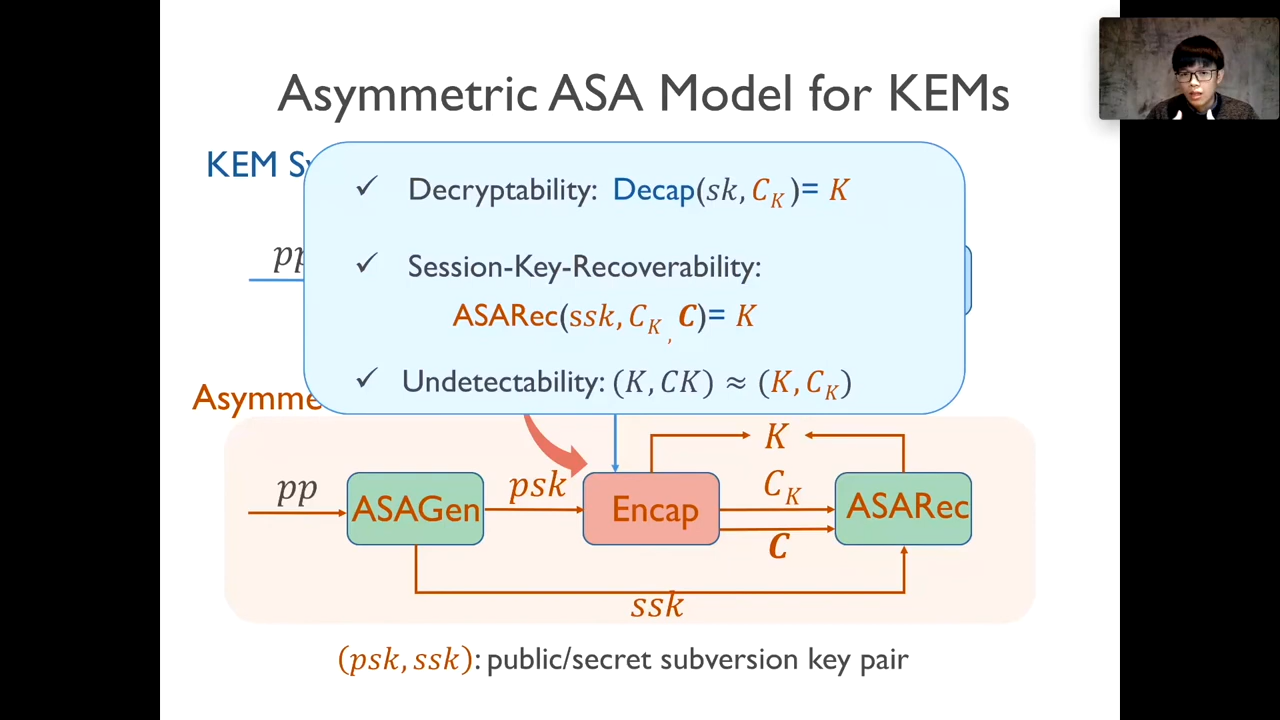 Asymmetric ASA Model for KEMs
KEM
✓ Decryptability: Decap(sk, C_K)= K
pp
✓ Session-Key-Recoverability:
ASARec(ssk, C_K, C)= K
✓ Undetectability: (K, CK) ≈ (K, C_K)
Asymme
K
pp
ASAGen
psk
Encap
C_K
C
ASARec
ssk
(psk, ssk): public/secret subversion key pair